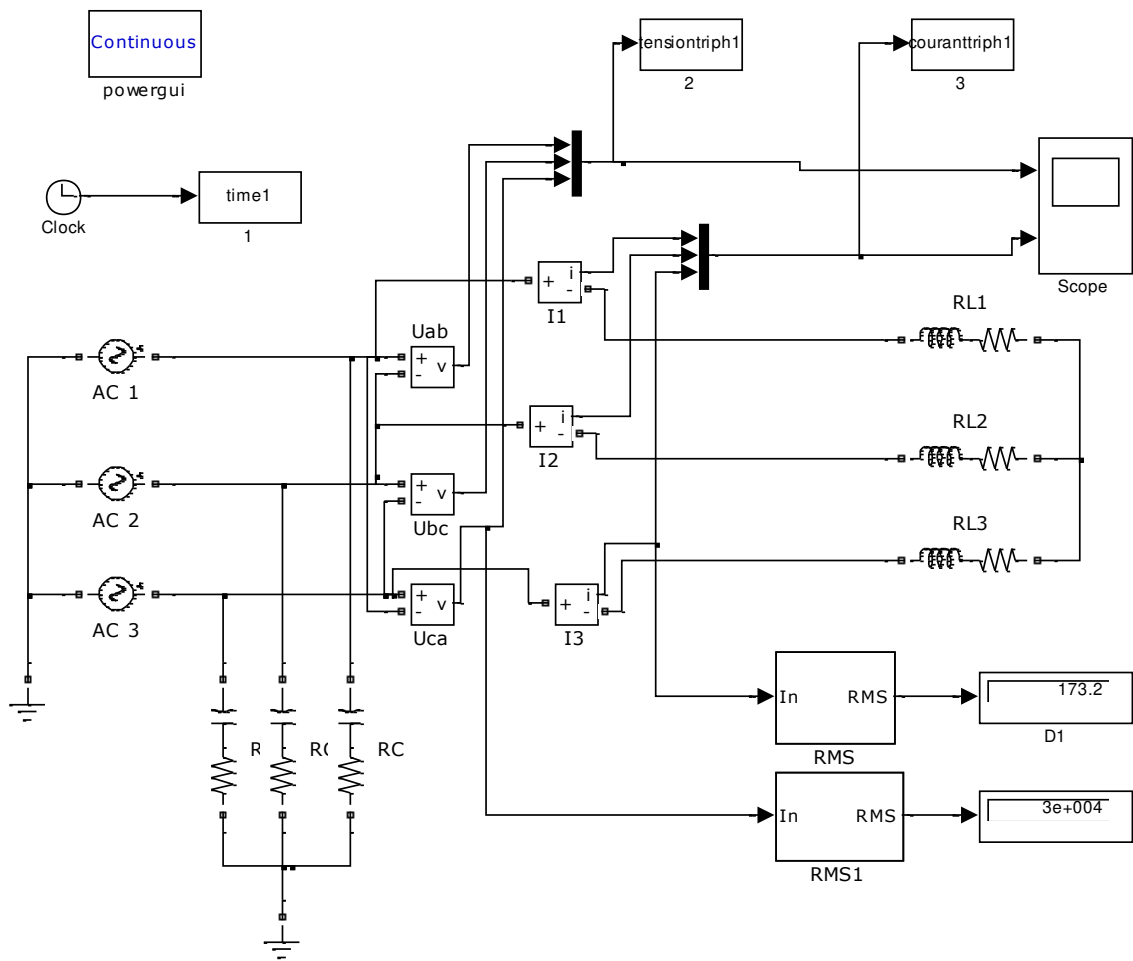 Continuous
powergui
tensiontriph1
2
couranttriph1
3
Clock
time1
1
Scope
+
i
-
I1
RL1
Uab
+
-
v
AC 1
+
i
-
I2
RL2
+
-
v
Ubc
AC 2
RL3
+
-
v
Uca
+
i
-
I3
AC 3
In
RMS
RMS
173.2
D1
R
RC
RC
In
RMS
RMS1
3e+004